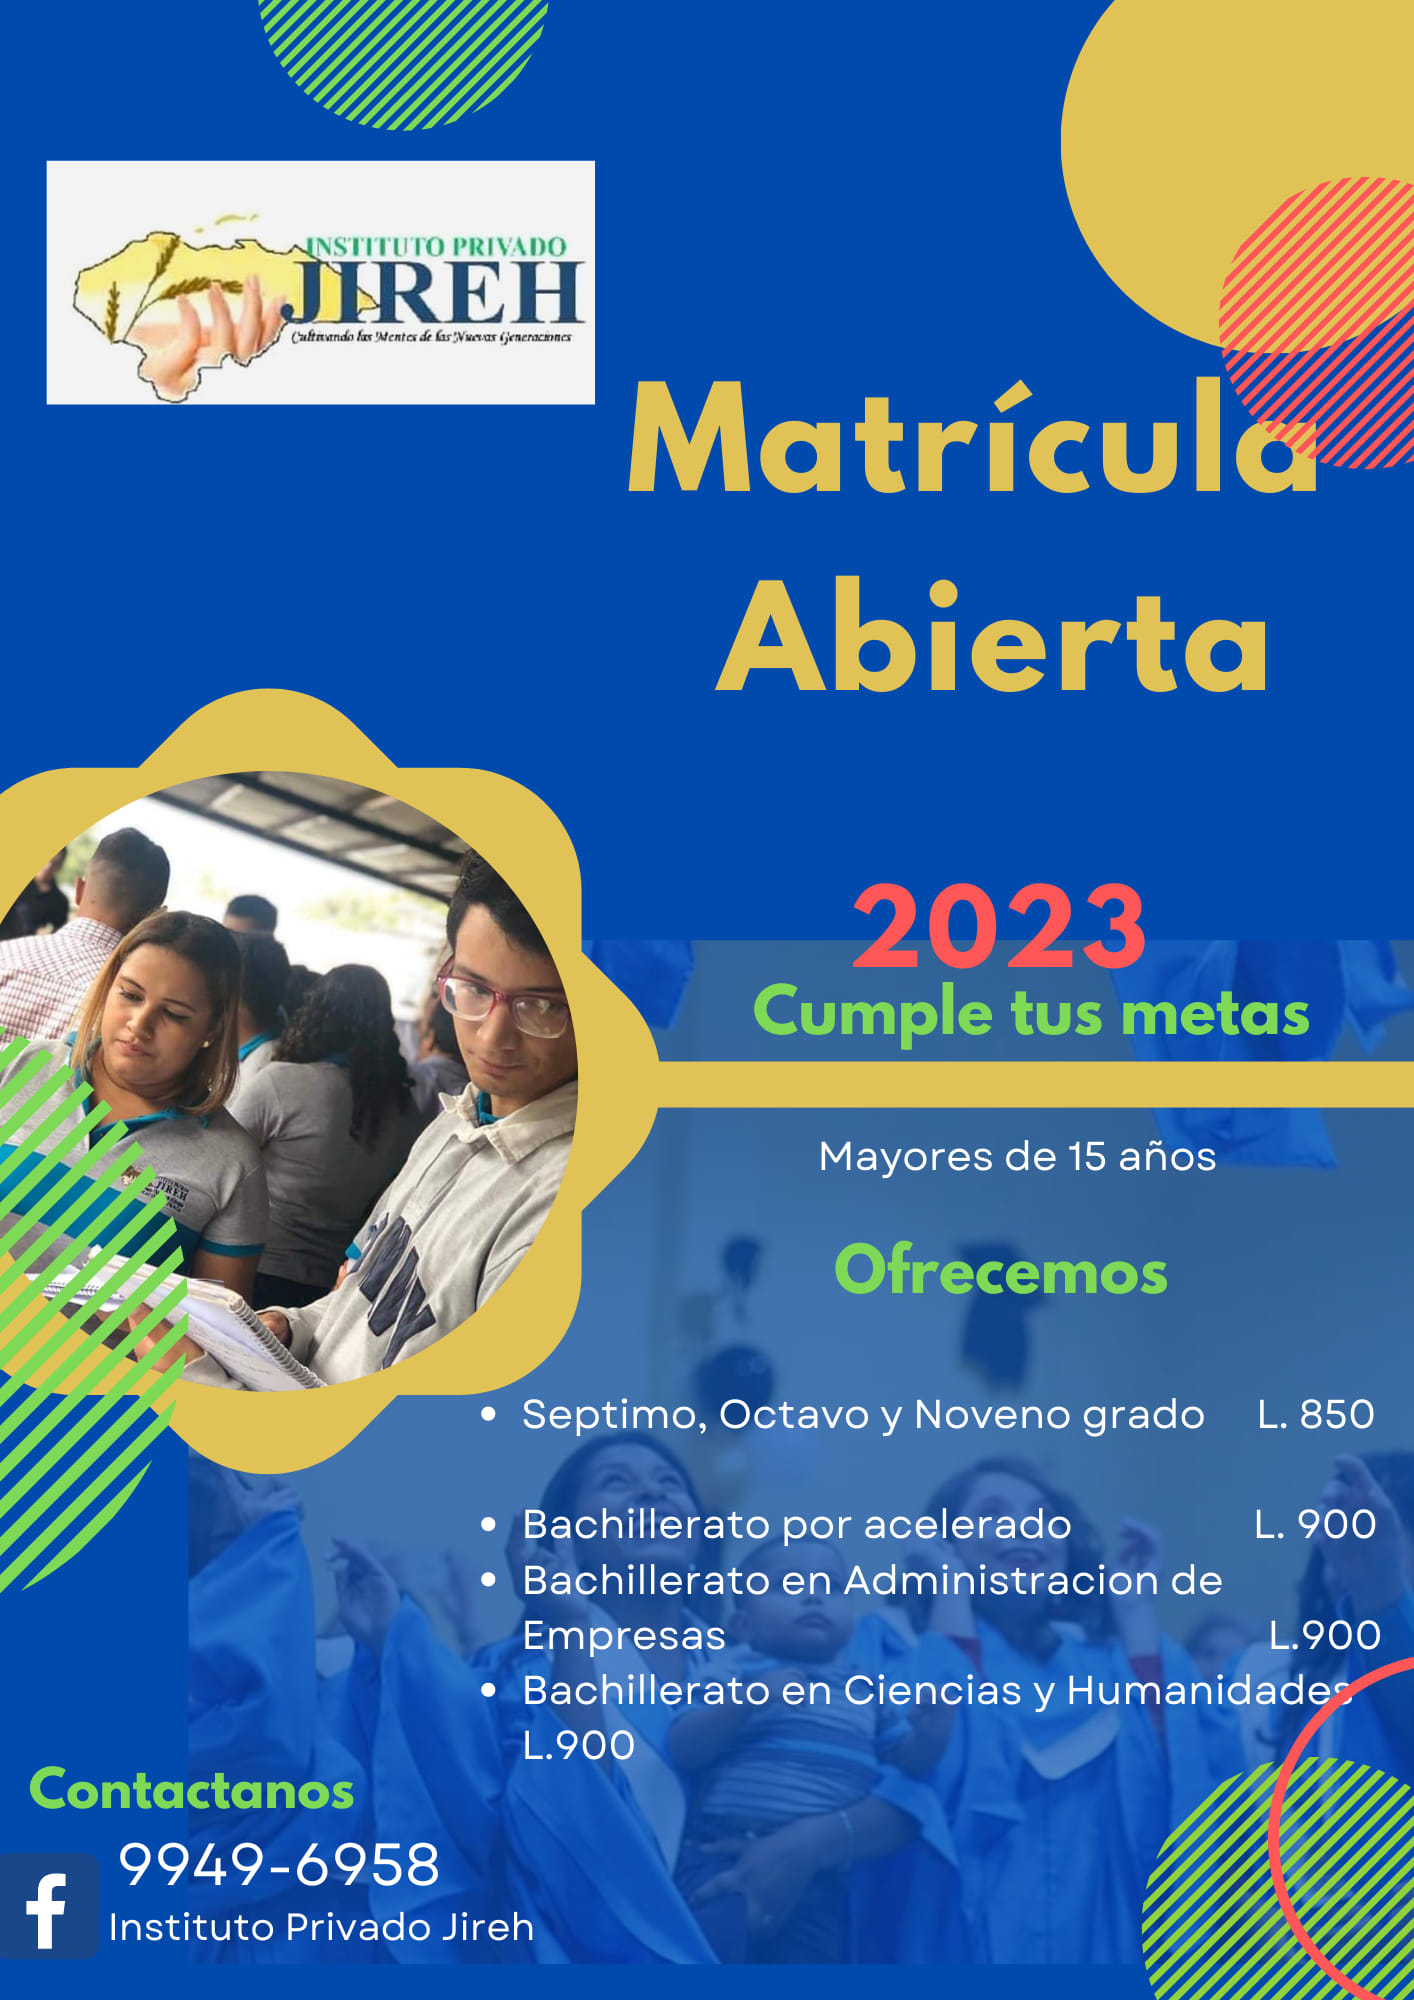 INSTITUTO PRIVADO
JIREH
Cultivando las Mentes de las Nuevas Generaciones
Matrícula
Abierta
2023
Cumple tus metas
Mayores de 15 años
Ofrecemos
• Septimo, Octavo y Noveno grado L. 850
• Bachillerato por acelerado L. 900
• Bachillerato en Administracion de
Empresas L.900
• Bachillerato en Ciencias y Humanidades
L.900
Contactanos
9949-6958
f Instituto Privado Jireh
JIREH